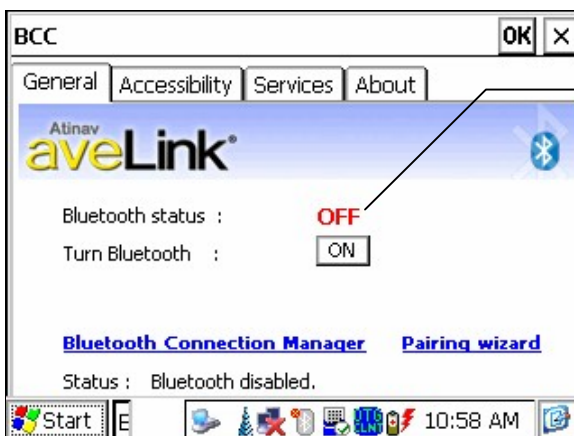 BCC OK ×
General Accessibility Services About
Atinav
aveLink®
Bluetooth status : OFF
Turn Bluetooth : ON
Bluetooth Connection Manager Pairing wizard
Status : Bluetooth disabled.
Start E 10:58 AM